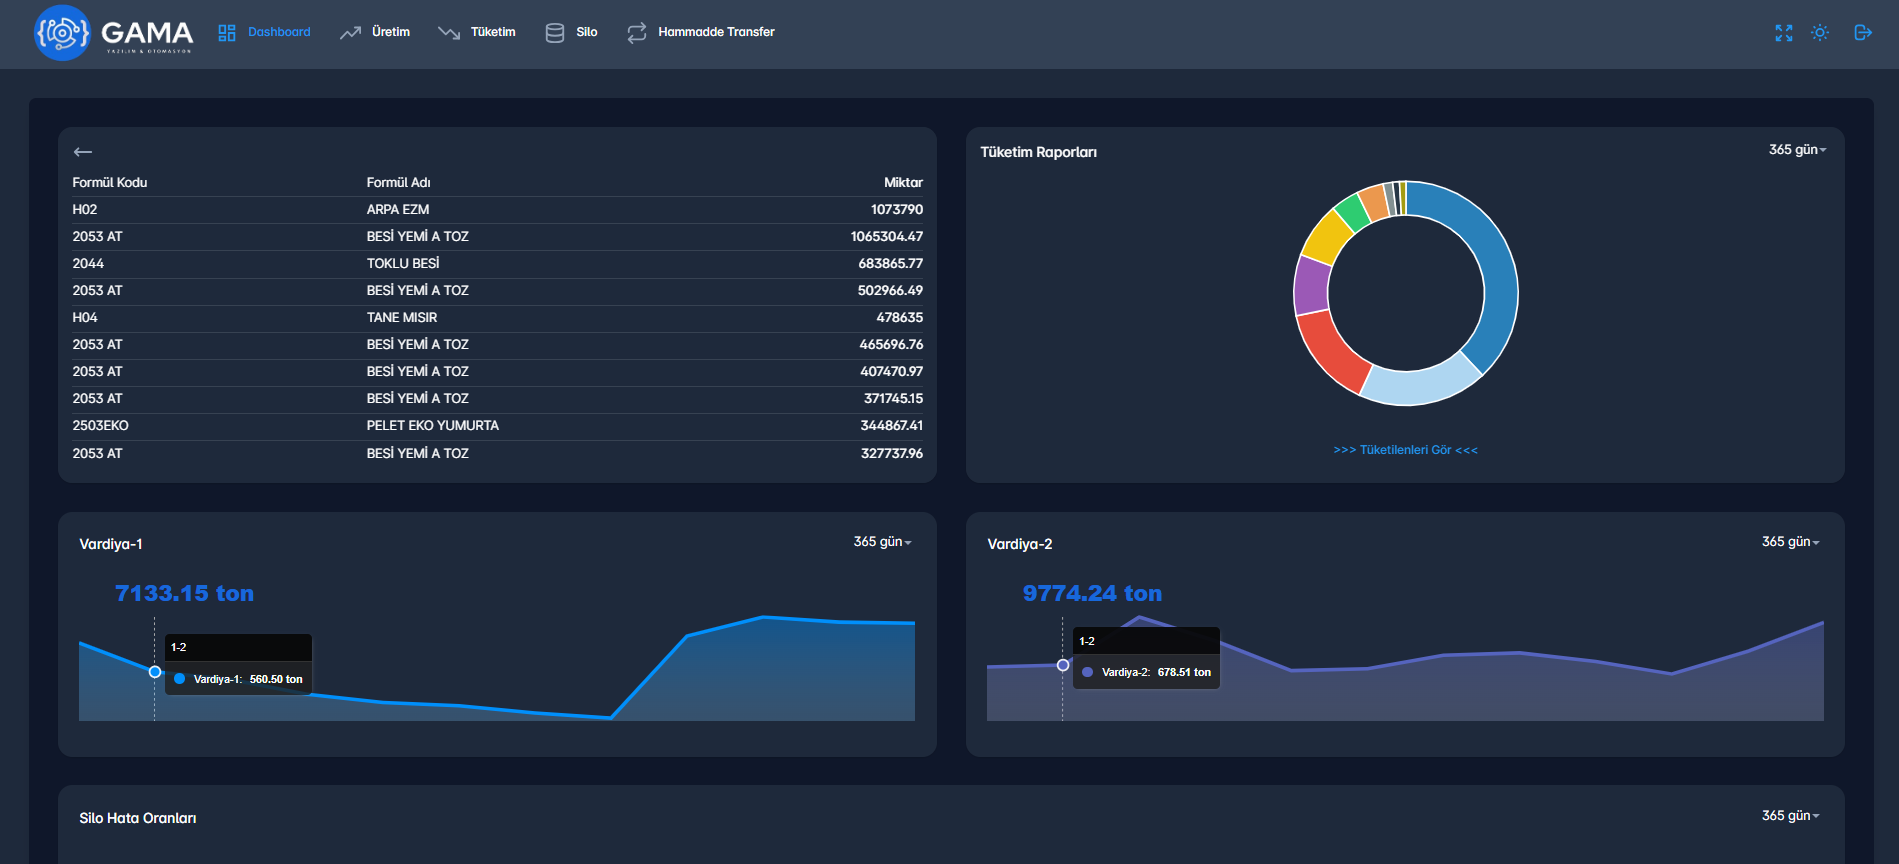 GAMA
YAZILIM & OTOMASYON
Dashboard
Üretim
Tüketim
Silo
Hammadde Transfer
Formül Kodu Formül Adı Miktar
H02 ARPA EZM 1073790
2053 AT BESİ YEMİ A TOZ 1065304.47
2044 TOKLU BESİ 683865.77
2053 AT BESİ YEMİ A TOZ 502966.49
H04 TANE MISIR 478635
2053 AT BESİ YEMİ A TOZ 465696.76
2053 AT BESİ YEMİ A TOZ 407470.97
2053 AT BESİ YEMİ A TOZ 371745.15
2503EKO PELET EKO YUMURTA 344867.41
2053 AT BESİ YEMİ A TOZ 327737.96
Tüketim Raporları 365 gün
>>> Tüketilenleri Gör <<<
Vardiya-1 365 gün
7133.15 ton
1-2
Vardiya-1: 560.50 ton
Vardiya-2 365 gün
9774.24 ton
1-2
Vardiya-2: 678.51 ton
Silo Hata Oranları 365 gün